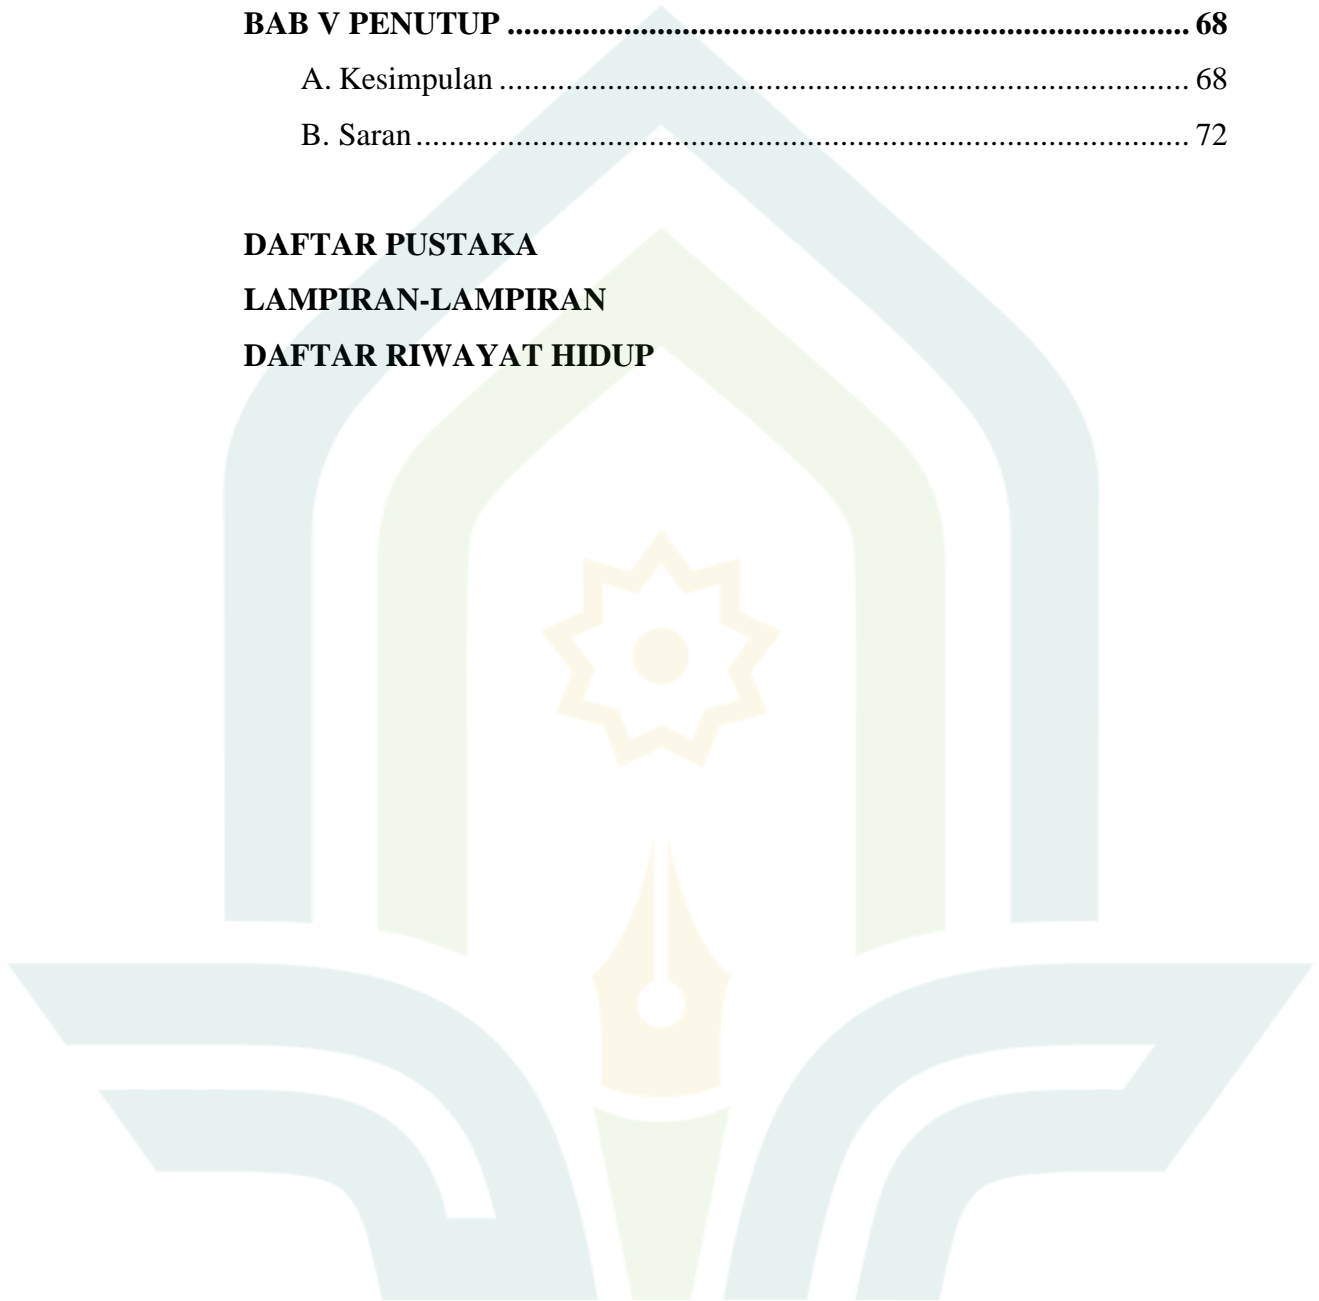 BAB V PENUTUP ................................................................................... 68
A. Kesimpulan .................................................................................... 68
B. Saran .............................................................................................. 72
DAFTAR PUSTAKA
LAMPIRAN-LAMPIRAN
DAFTAR RIWAYAT HIDUP